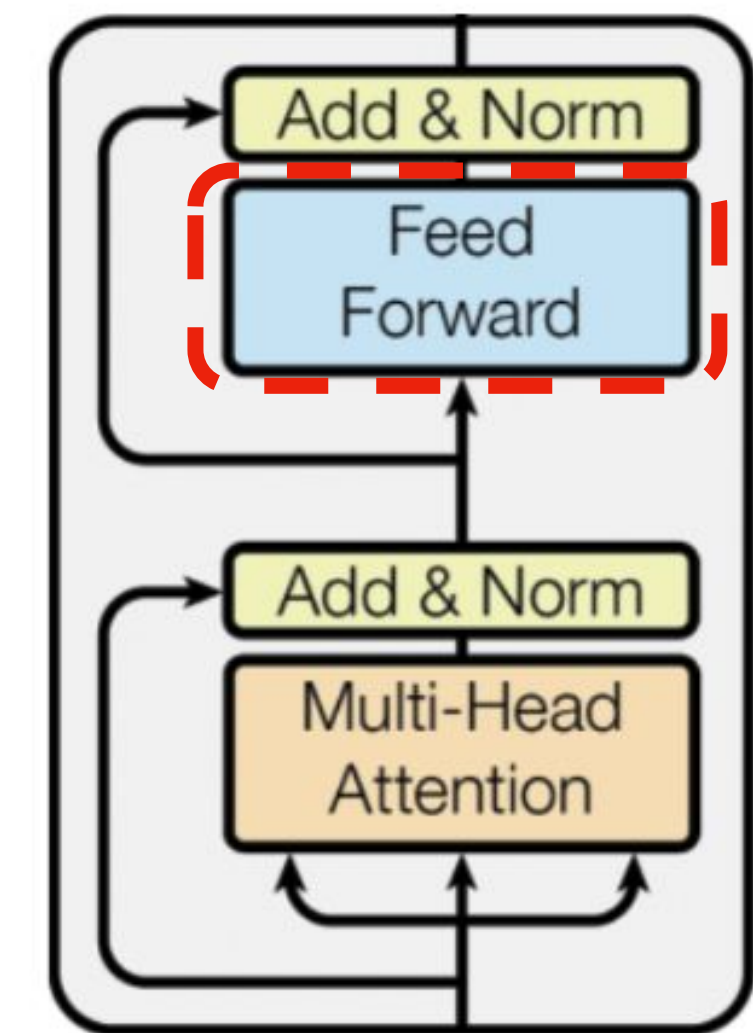 Add & Norm
Feed
Forward
Add & Norm
Multi-Head
Attention